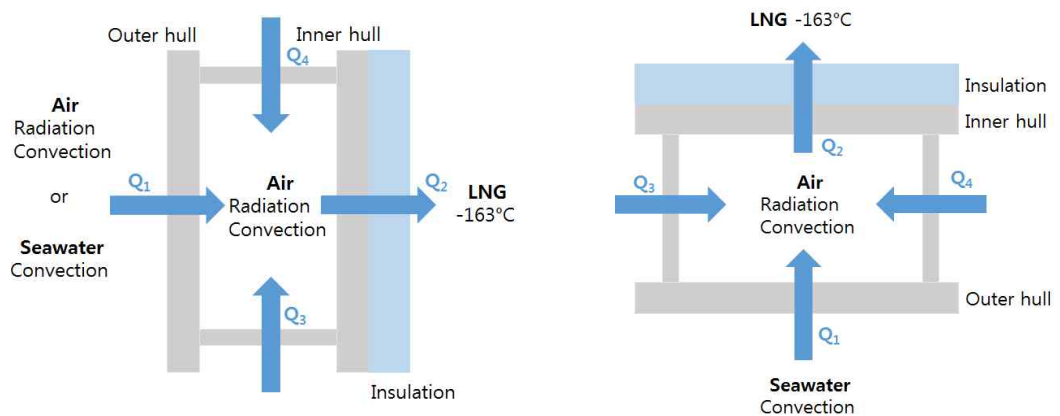 Outer hull
Inner hull
Q4
Air
Radiation
Convection
or
Seawater
Convection
Q1
Air
Radiation
Convection
Q2
LNG
-163°C
Q3
Insulation
LNG -163°C
Insulation
Inner hull
Q2
Q3
Air
Radiation
Convection
Q4
Outer hull
Q1
Seawater
Convection